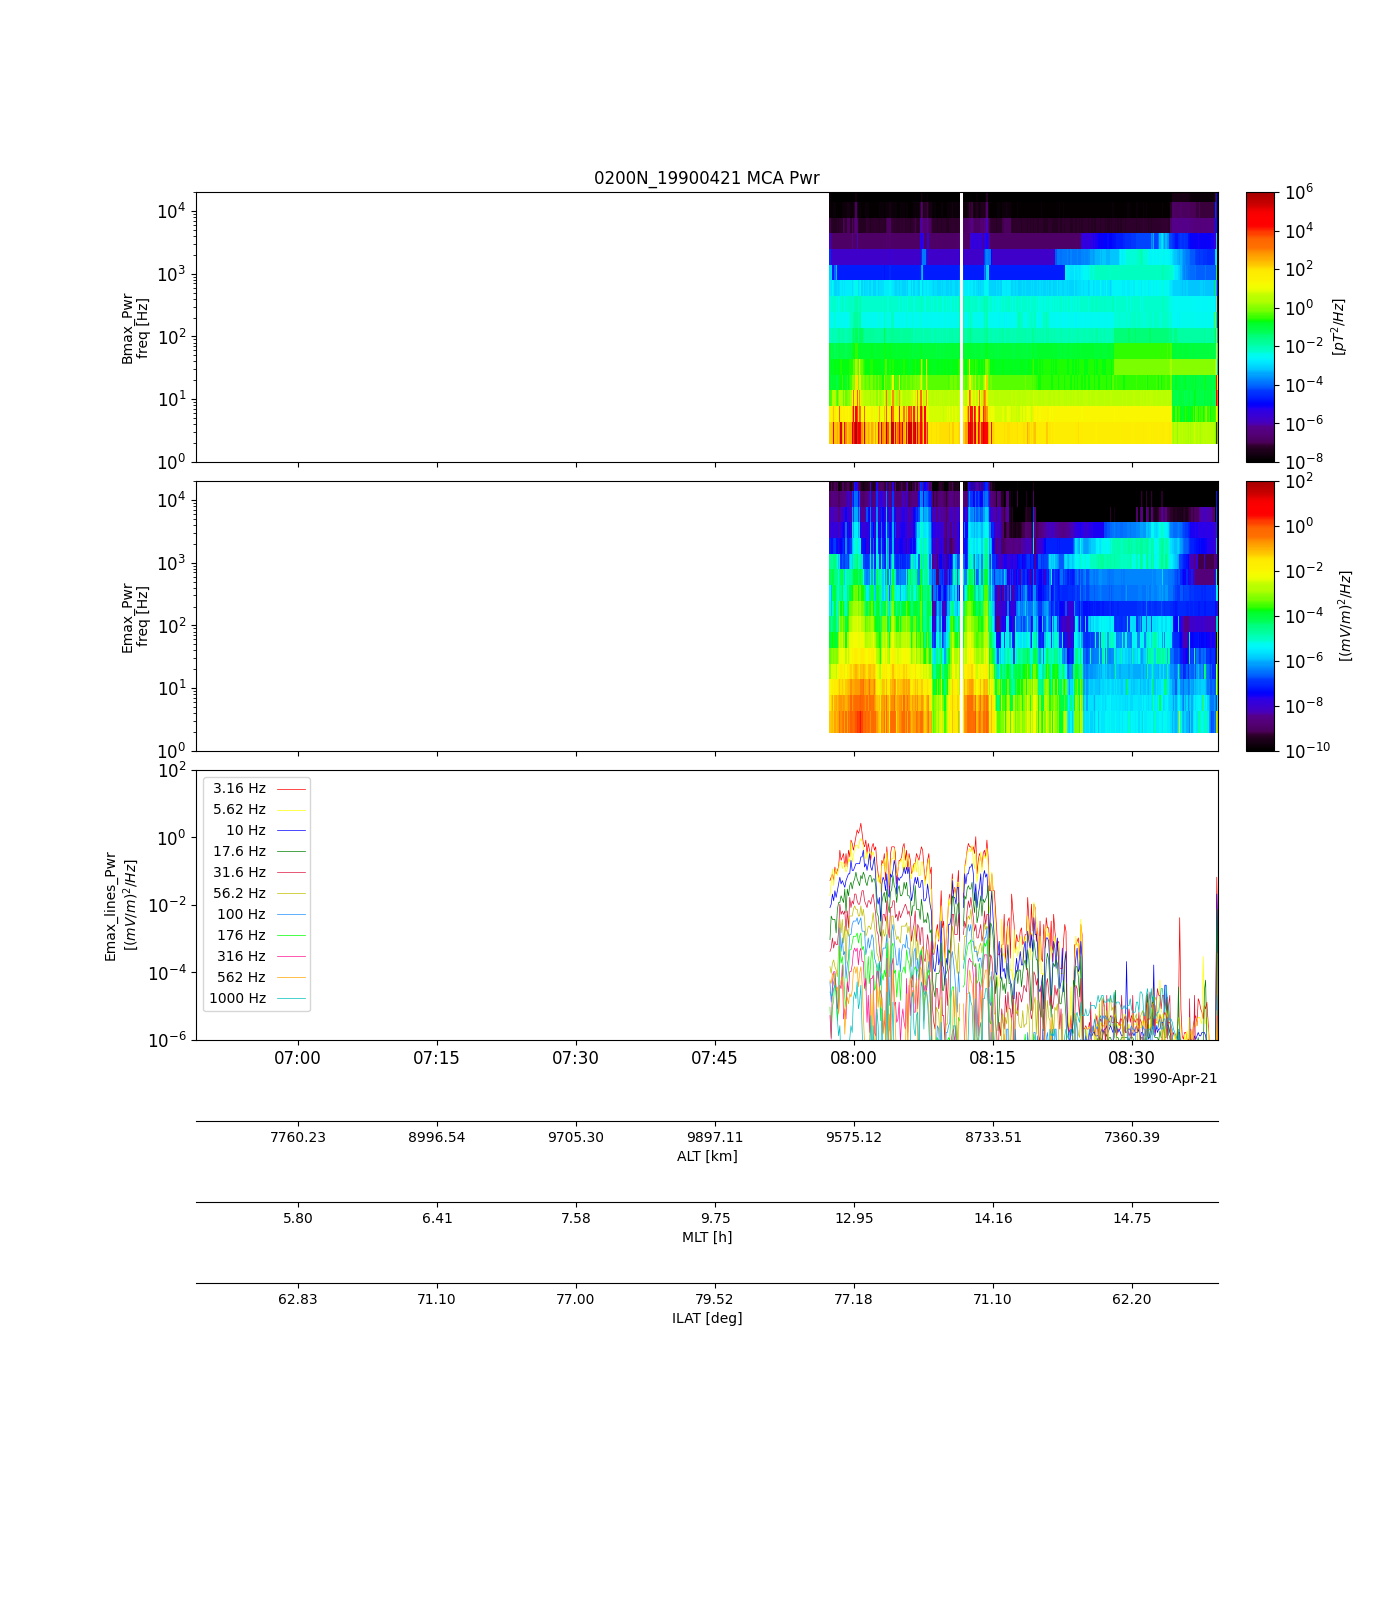 0200N_19900421 MCA Pwr
10^4
10^3
10^2
10^1
10^0
Bmax_Pwr
freq [Hz]
10^6
10^4
10^2
10^0
10^-2
10^-4
10^-6
10^-8
[pT^2/Hz]
10^4
10^3
10^2
10^1
10^0
Emax_Pwr
freq [Hz]
10^2
10^0
10^-2
10^-4
10^-6
10^-8
10^-10
[(mV/m)^2/Hz]
10^2
10^0
10^-2
10^-4
10^-6
Emax_lines_Pwr
[(mV/m)^2/Hz]
3.16 Hz
5.62 Hz
10 Hz
17.6 Hz
31.6 Hz
56.2 Hz
100 Hz
176 Hz
316 Hz
562 Hz
1000 Hz
07:00 07:15 07:30 07:45 08:00 08:15 08:30
1990-Apr-21
7760.23 8996.54 9705.30 9897.11 9575.12 8733.51 7360.39
ALT [km]
5.80 6.41 7.58 9.75 12.95 14.16 14.75
MLT [h]
62.83 71.10 77.00 79.52 77.18 71.10 62.20
ILAT [deg]